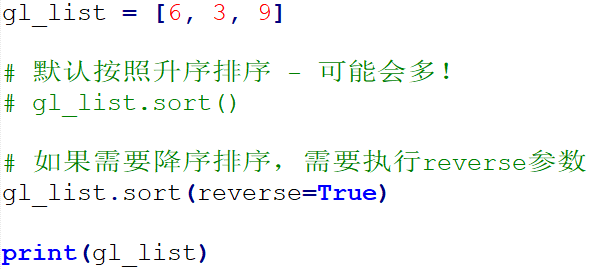 gl_list = [6, 3, 9]
# 默认按照升序排序 - 可能会多!
# gl_list.sort()
# 如果需要降序排序，需要执行reverse参数
gl_list.sort(reverse=True)
print(gl_list)